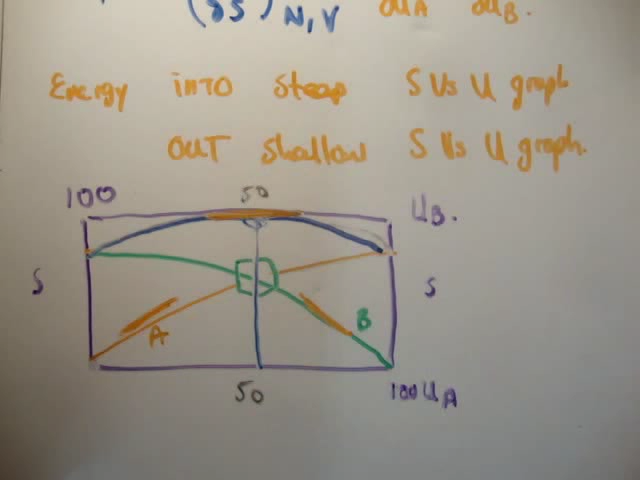 (∂S) N,V ∂UA ∂UB.
Energy INTO Steep S Vs U graph
OUT Shallow S Vs U graph.
100 50 UB.
S S
A B
50 100 UA